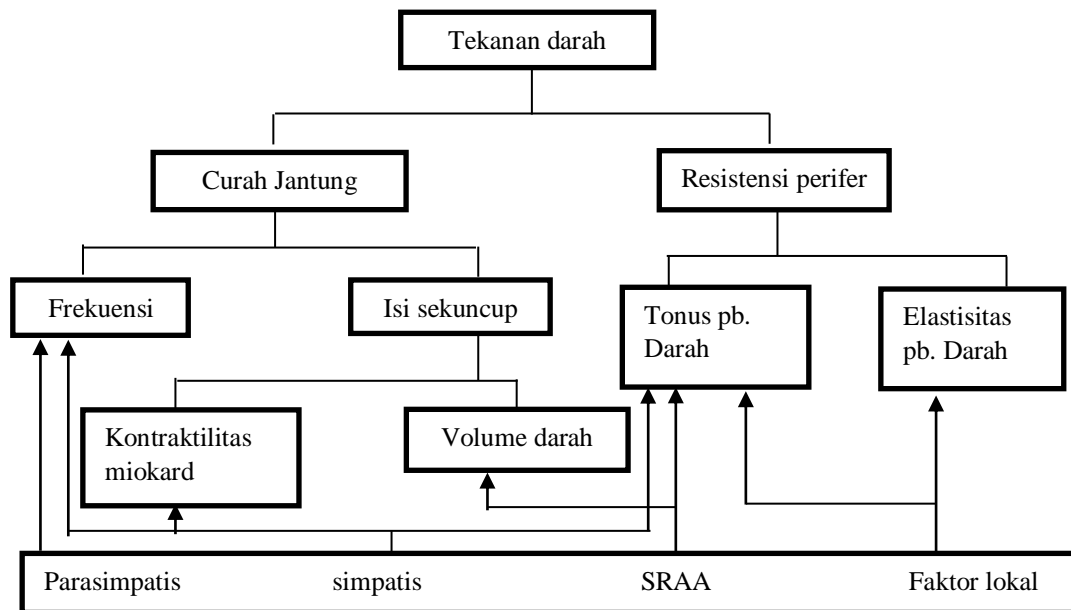 Tekanan darah
Curah Jantung
Resistensi perifer
Frekuensi
Isi sekuncup
Tonus pb.
Darah
Elastisitas
pb. Darah
Kontraktilitas
miokard
Volume darah
Parasimpatis
simpatis
SRAA
Faktor lokal